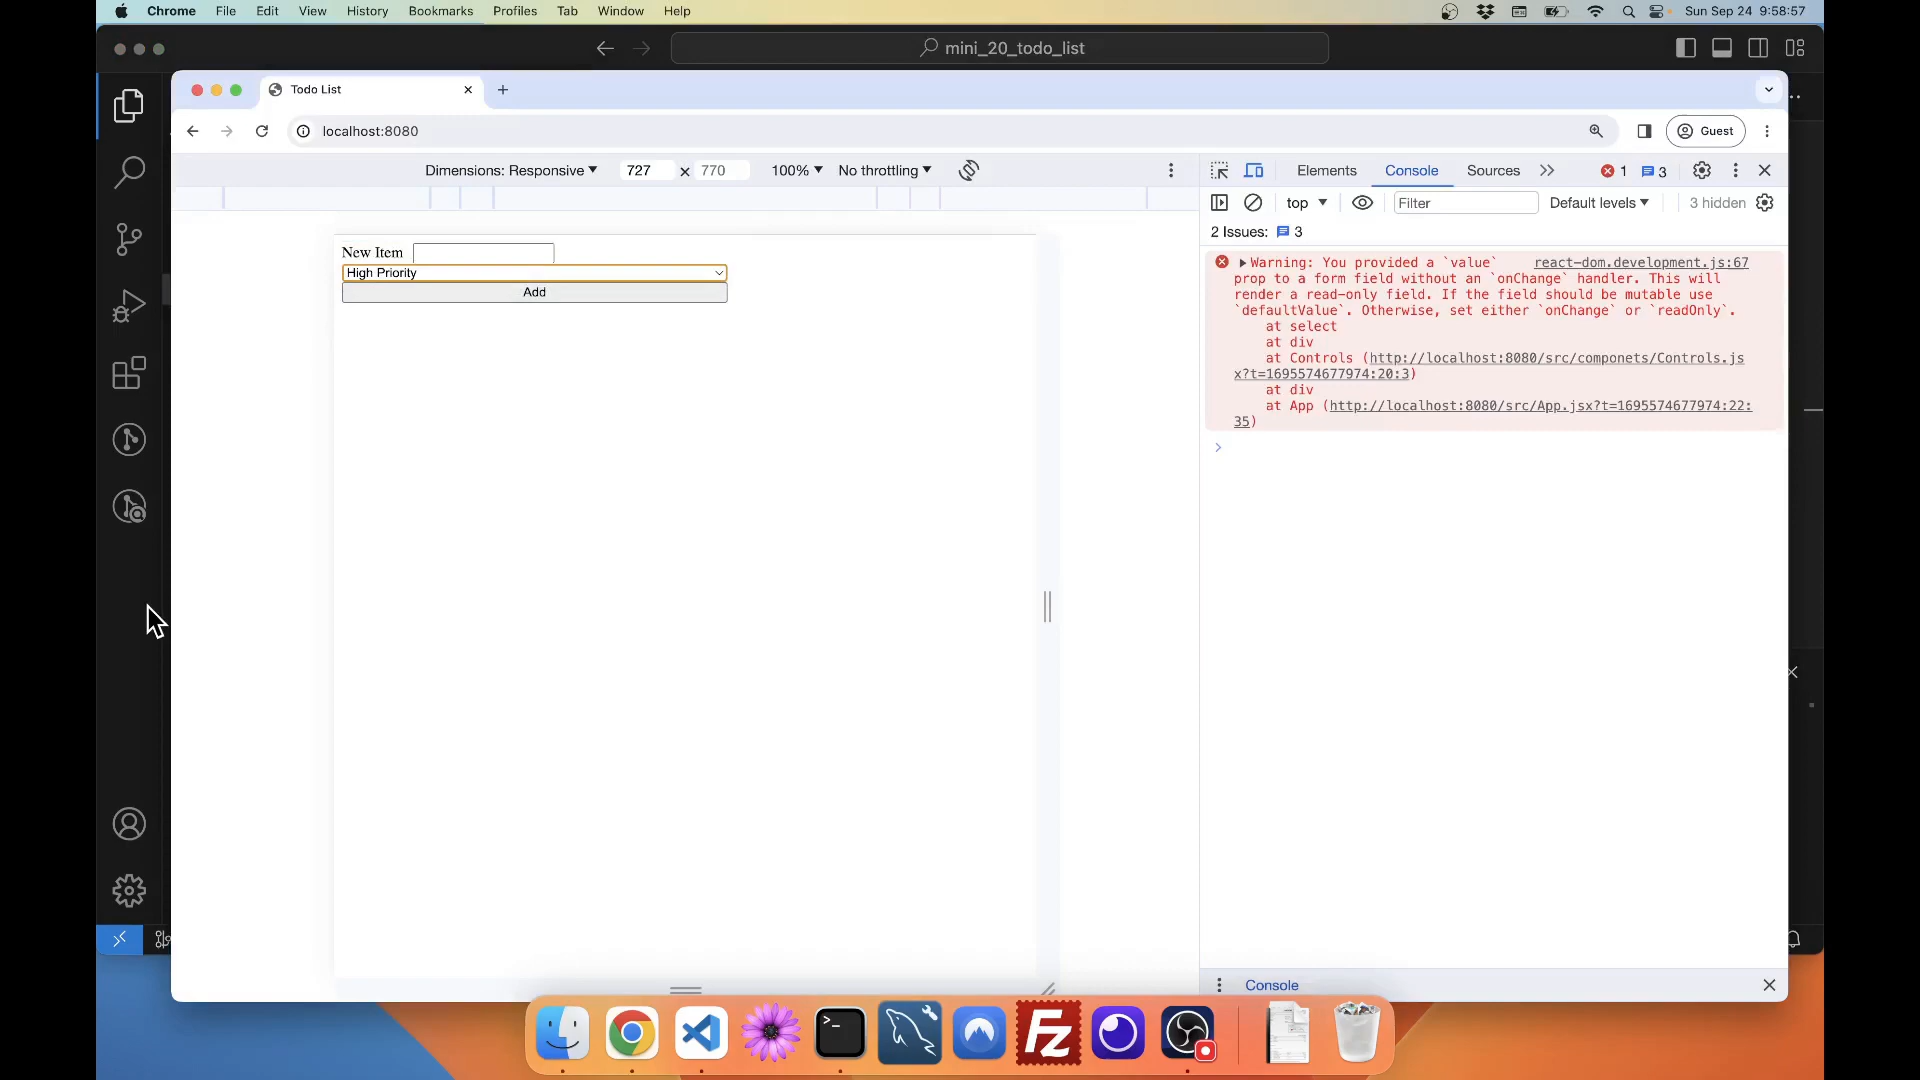 Chrome File Edit View History Bookmarks Profiles Tab Window Help Sun Sep 24 9:58:57
mini_20_todo_list
Todo List
localhost:8080 Guest
Dimensions: Responsive 727 × 770 100% No throttling Elements Console Sources 1 3
top Filter Default levels 3 hidden
2 Issues: 3
New Item
High Priority
Add
Warning: You provided a `value` react-dom.development.js:67
prop to a form field without an `onChange` handler. This will
render a read-only field. If the field should be mutable use
`defaultValue`. Otherwise, set either `onChange` or `readOnly`.
at select
at div
at Controls (http://localhost:8080/src/componets/Controls.js
x?t=1695574677974:20:3)
at div
at App (http://localhost:8080/src/App.jsx?t=1695574677974:22:
35)
Console
Fz